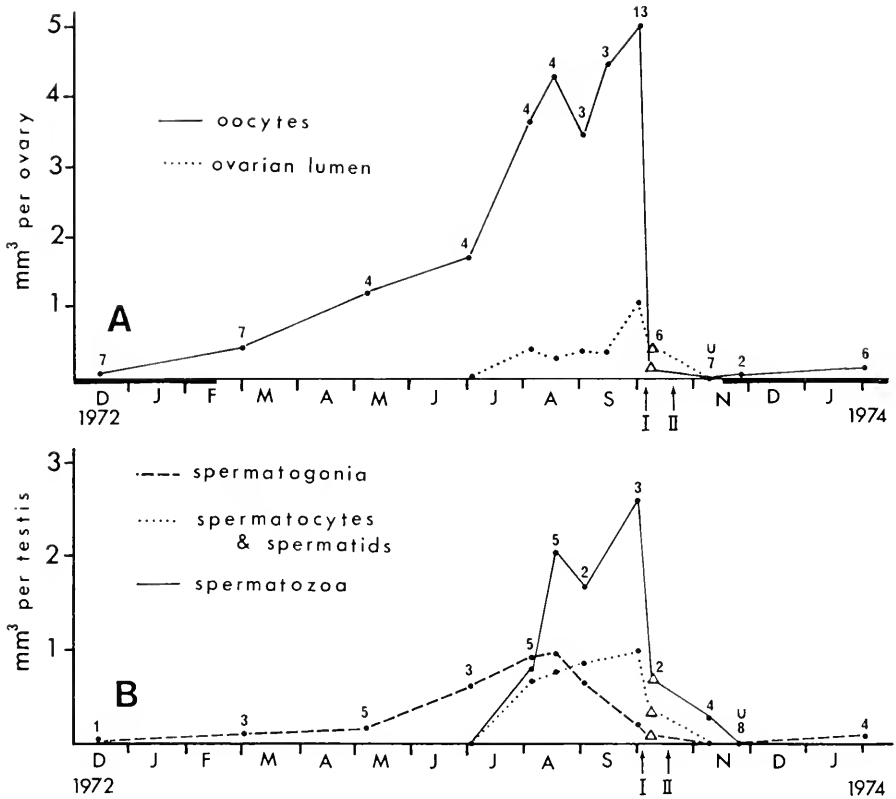 mm³ per ovary
5
4
3
2
1
oocytes
ovarian lumen
A
7 7 4 4 4 4 3 3 13 6 U 7 2 6
D J F M A M J J A S O N D J
1972 I II 1974
mm³ per testis
3
2
1
spermatogonia
spermatocytes
& spermatids
spermatozoa
B
1 3 5 3 5 5 2 3 2 4 U 8 4
D J F M A M J J A S O N D J
1972 I II 1974